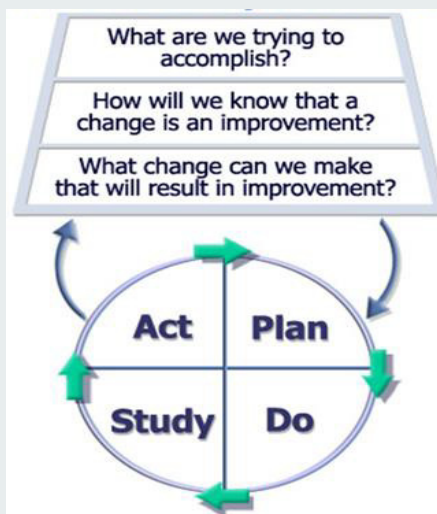 What are we trying to
accomplish?
How will we know that a
change is an improvement?
What change can we make
that will result in improvement?
Act
Plan
Study
Do